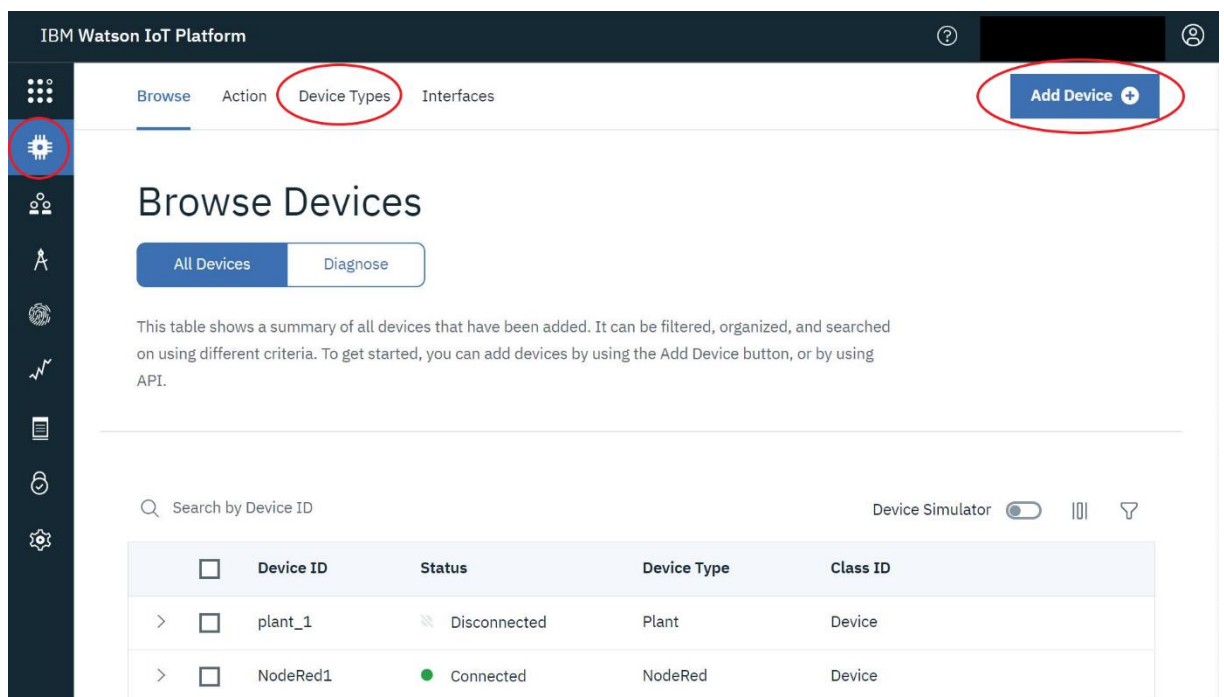 IBM Watson IoT Platform
Browse Action Device Types Interfaces Add Device
Browse Devices
All Devices Diagnose
This table shows a summary of all devices that have been added. It can be filtered, organized, and searched
on using different criteria. To get started, you can add devices by using the Add Device button, or by using
API.
Search by Device ID Device Simulator
Device ID Status Device Type Class ID
plant_1 Disconnected Plant Device
NodeRed1 Connected NodeRed Device